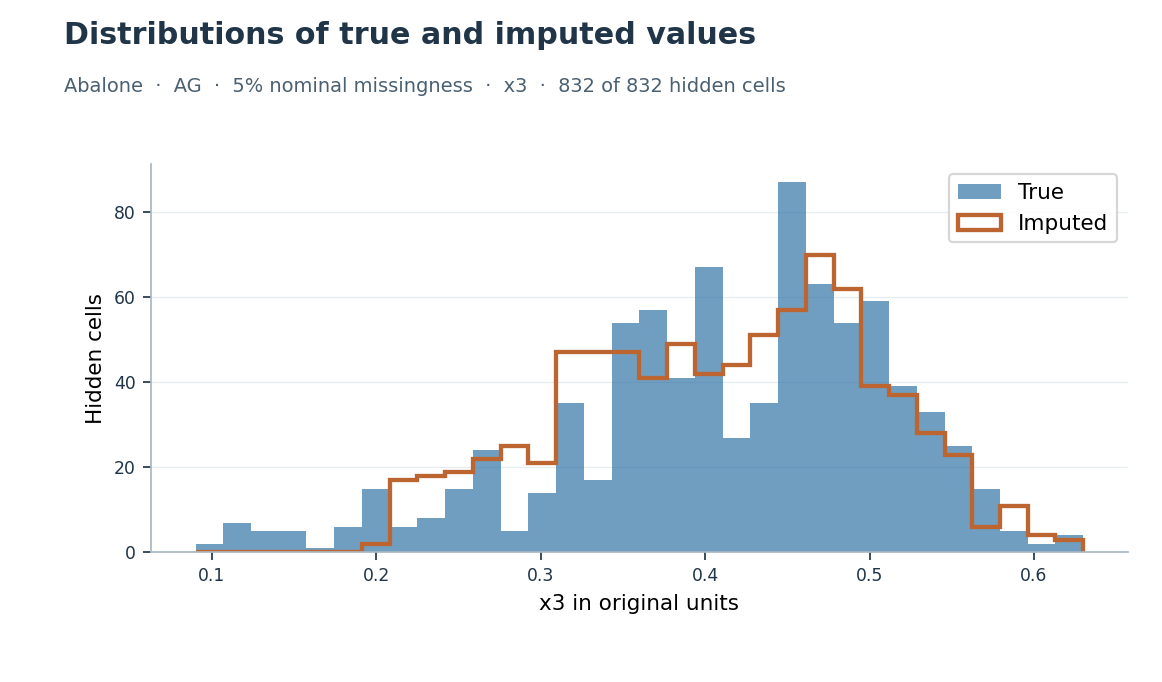 Distributions of true and imputed values
Abalone · AG · 5% nominal missingness · x3 · 832 of 832 hidden cells
True
Imputed
80
60
40
20
0
Hidden cells
0.1 0.2 0.3 0.4 0.5 0.6
x3 in original units